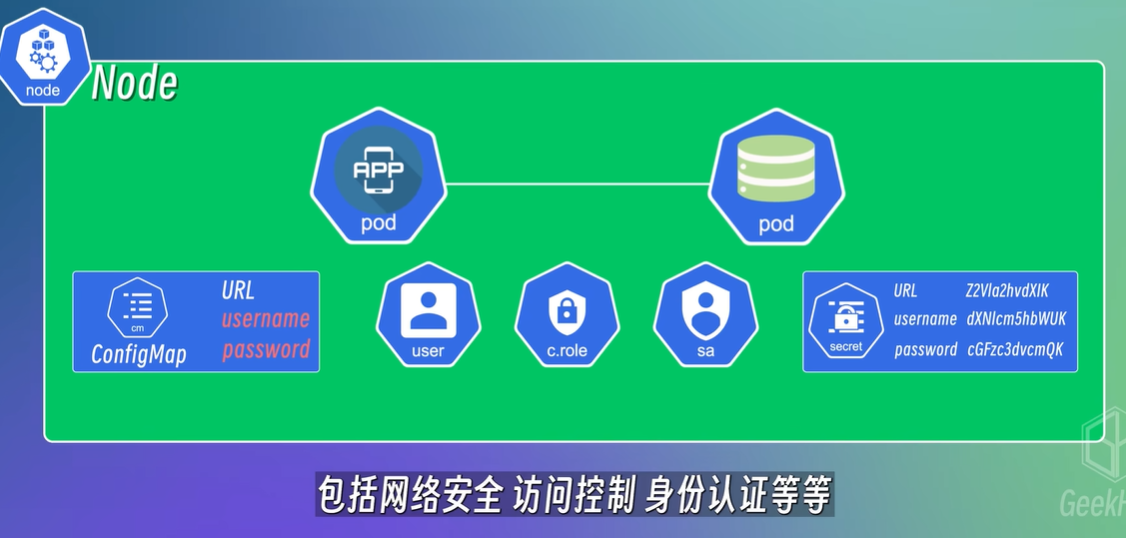 node
Node
APP
pod
pod
cm
ConfigMap
URL
username
password
user
c.role
sa
secret
URL Z2Vla2hvdXIK
username dXNlcm5hbWUK
password cGFzc3dvcmQK
包括网络安全 访问控制 身份认证等等
GeekH